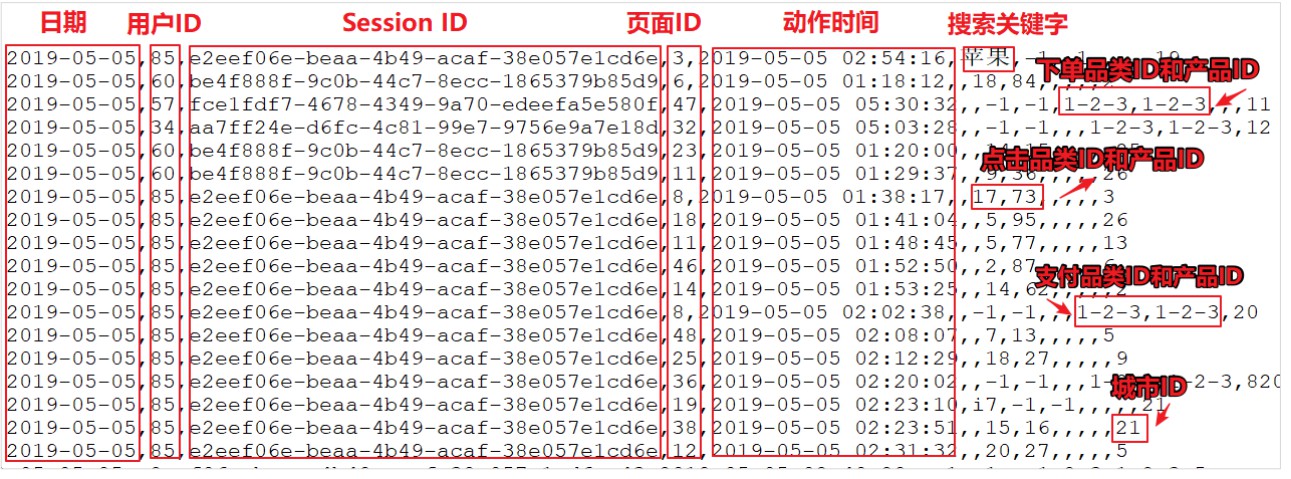 日期 用户ID Session ID 页面ID 动作时间 搜索关键字
2019-05-05,85,e2eef06e-beaa-4b49-acaf-38e057e1cd6e,3,2019-05-05 02:54:16,苹果,-1,-1,,,,,19
下单品类ID和产品ID
2019-05-05,60,be4f888f-9c0b-44c7-8ecc-1865379b85d9,6,2019-05-05 01:18:12,,18,84,,,,,
2019-05-05,57,fce1fdf7-4678-4349-9a70-edeefa5e580f,47,2019-05-05 05:30:32,,-1,-1,1-2-3,1-2-3,,,11
2019-05-05,34,aa7ff24e-d6fc-4c81-99e7-9756e9a7e18d,32,2019-05-05 05:03:28,,-1,-1,,,1-2-3,1-2-3,12
2019-05-05,60,be4f888f-9c0b-44c7-8ecc-1865379b85d9,23,2019-05-05 01:20:00,,
点击品类ID和产品ID
2019-05-05,60,be4f888f-9c0b-44c7-8ecc-1865379b85d9,11,2019-05-05 01:29:37,,9,36,,,,,26
2019-05-05,85,e2eef06e-beaa-4b49-acaf-38e057e1cd6e,8,2019-05-05 01:38:17,,17,73,,,,,3
2019-05-05,85,e2eef06e-beaa-4b49-acaf-38e057e1cd6e,18,2019-05-05 01:41:04,,5,95,,,,,26
2019-05-05,85,e2eef06e-beaa-4b49-acaf-38e057e1cd6e,11,2019-05-05 01:48:45,,5,77,,,,,13
2019-05-05,85,e2eef06e-beaa-4b49-acaf-38e057e1cd6e,46,2019-05-05 01:52:50,,2,87
支付品类ID和产品ID
2019-05-05,85,e2eef06e-beaa-4b49-acaf-38e057e1cd6e,14,2019-05-05 01:53:25,,14,62
2019-05-05,85,e2eef06e-beaa-4b49-acaf-38e057e1cd6e,8,2019-05-05 02:02:38,,-1,-1,,,1-2-3,1-2-3,20
2019-05-05,85,e2eef06e-beaa-4b49-acaf-38e057e1cd6e,48,2019-05-05 02:08:07,,7,13,,,,,5
2019-05-05,85,e2eef06e-beaa-4b49-acaf-38e057e1cd6e,25,2019-05-05 02:12:29,,18,27,,,,,9
2019-05-05,85,e2eef06e-beaa-4b49-acaf-38e057e1cd6e,36,2019-05-05 02:20:02,,-1,-1,,,1-2-3,820
城市ID
2019-05-05,85,e2eef06e-beaa-4b49-acaf-38e057e1cd6e,19,2019-05-05 02:23:10,i7,-1,-1,,,,,21
2019-05-05,85,e2eef06e-beaa-4b49-acaf-38e057e1cd6e,38,2019-05-05 02:23:51,,15,16,,,,,21
2019-05-05,85,e2eef06e-beaa-4b49-acaf-38e057e1cd6e,12,2019-05-05 02:31:32,,20,27,,,,,5